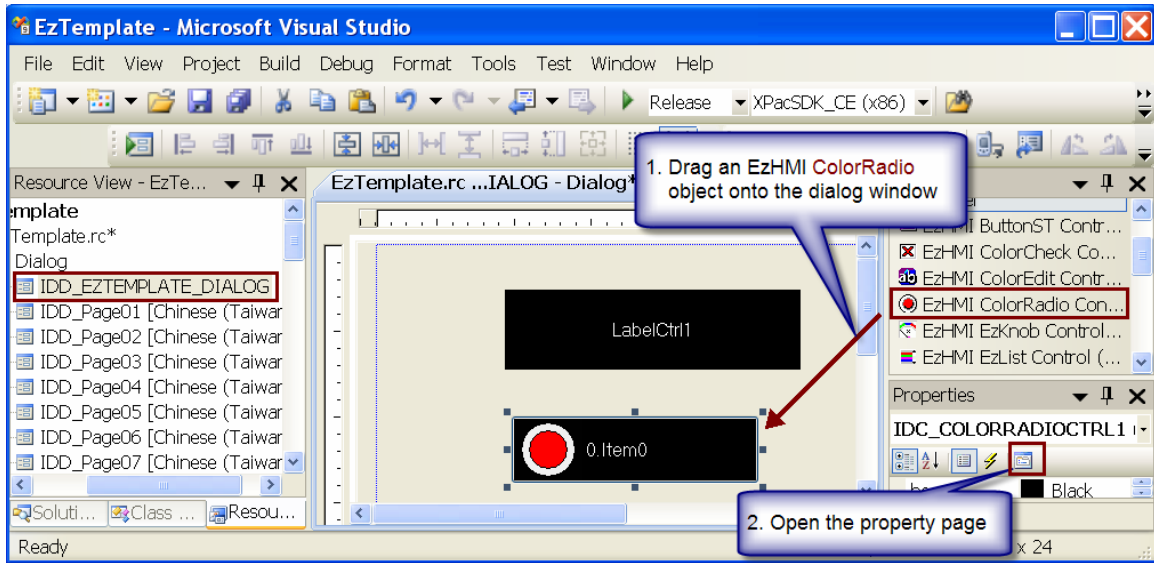 EzTemplate - Microsoft Visual Studio
File Edit View Project Build Debug Format Tools Test Window Help
Release XPacSDK_CE (x86)
Resource View - EzTe...
EzTemplate.rc ...IALOG - Dialog*
1. Drag an EzHMI ColorRadio
object onto the dialog window
emplate
Template.rc*
Dialog
IDD_EZTEMPLATE_DIALOG
IDD_Page01 [Chinese (Taiwar
IDD_Page02 [Chinese (Taiwar
IDD_Page03 [Chinese (Taiwar
IDD_Page04 [Chinese (Taiwar
IDD_Page05 [Chinese (Taiwar
IDD_Page06 [Chinese (Taiwar
IDD_Page07 [Chinese (Taiwar
Soluti... Class ... Resou...
LabelCtrl1
0.Item0
EzHMI ButtonST Contr...
EzHMI ColorCheck Co...
EzHMI ColorEdit Contr...
EzHMI ColorRadio Con...
EzHMI EzKnob Control...
EzHMI EzList Control (...
Properties
IDC_COLORRADIOCTRL1
Black
2. Open the property page
Ready
x 24